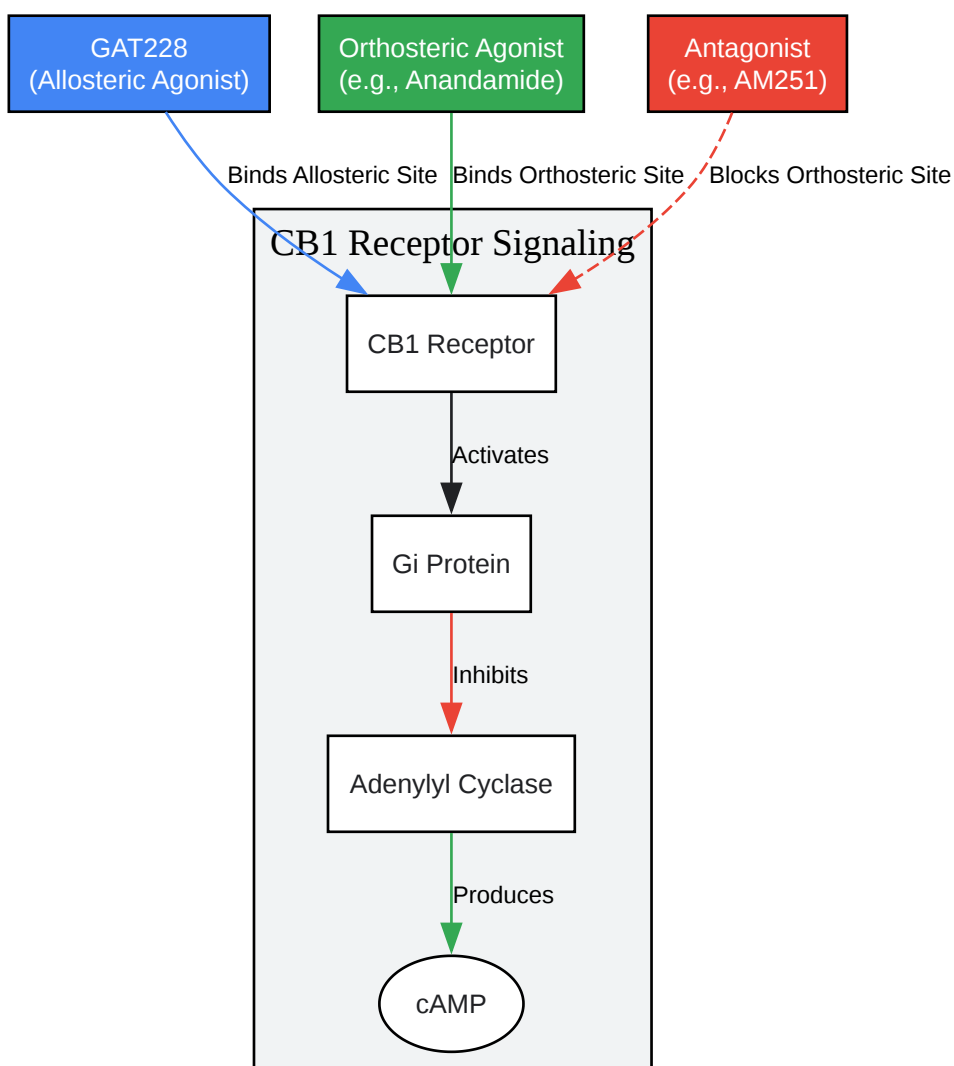 GAT228
(Allosteric Agonist)
Orthosteric Agonist
(e.g., Anandamide)
Antagonist
(e.g., AM251)
Binds Allosteric Site
Binds Orthosteric Site
Blocks Orthosteric Site
CB1 Receptor Signaling
CB1 Receptor
Activates
Gi Protein
Inhibits
Adenylyl Cyclase
Produces
cAMP